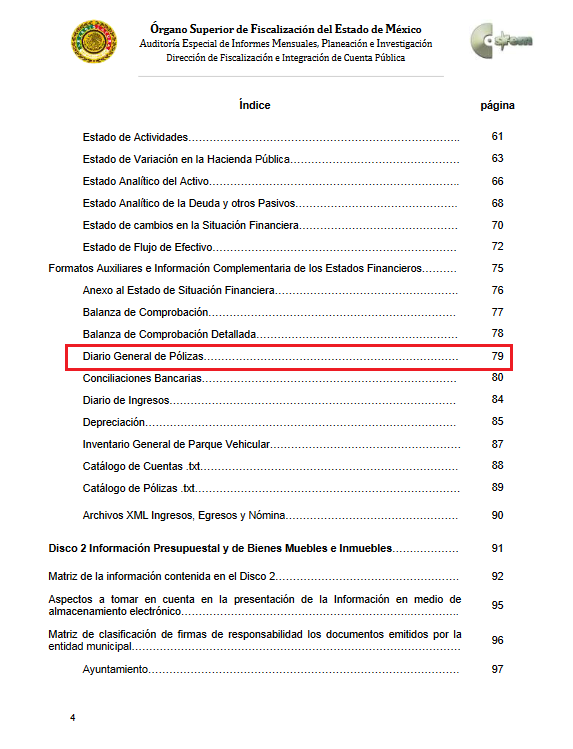 Órgano Superior de Fiscalización del Estado de México
Auditoría Especial de Informes Mensuales, Planeación e Investigación
Dirección de Fiscalización e Integración de Cuenta Pública
osfem
Índice página
Estado de Actividades 61
Estado de Variación en la Hacienda Pública 63
Estado Analítico del Activo 66
Estado Analítico de la Deuda y otros Pasivos 68
Estado de cambios en la Situación Financiera 70
Estado de Flujo de Efectivo 72
Formatos Auxiliares e Información Complementaria de los Estados Financieros 75
Anexo al Estado de Situación Financiera 76
Balanza de Comprobación 77
Balanza de Comprobación Detallada 78
Diario General de Pólizas 79
Conciliaciones Bancarias 80
Diario de Ingresos 84
Depreciación 85
Inventario General de Parque Vehicular 87
Catálogo de Cuentas .txt 88
Catálogo de Pólizas .txt 89
Archivos XML Ingresos, Egresos y Nómina 90
Disco 2 Información Presupuestal y de Bienes Muebles e Inmuebles 91
Matriz de la información contenida en el Disco 2 92
Aspectos a tomar en cuenta en la presentación de la Información en medio de
almacenamiento electrónico 95
Matriz de clasificación de firmas de responsabilidad los documentos emitidos por la
entidad municipal 96
Ayuntamiento 97
4